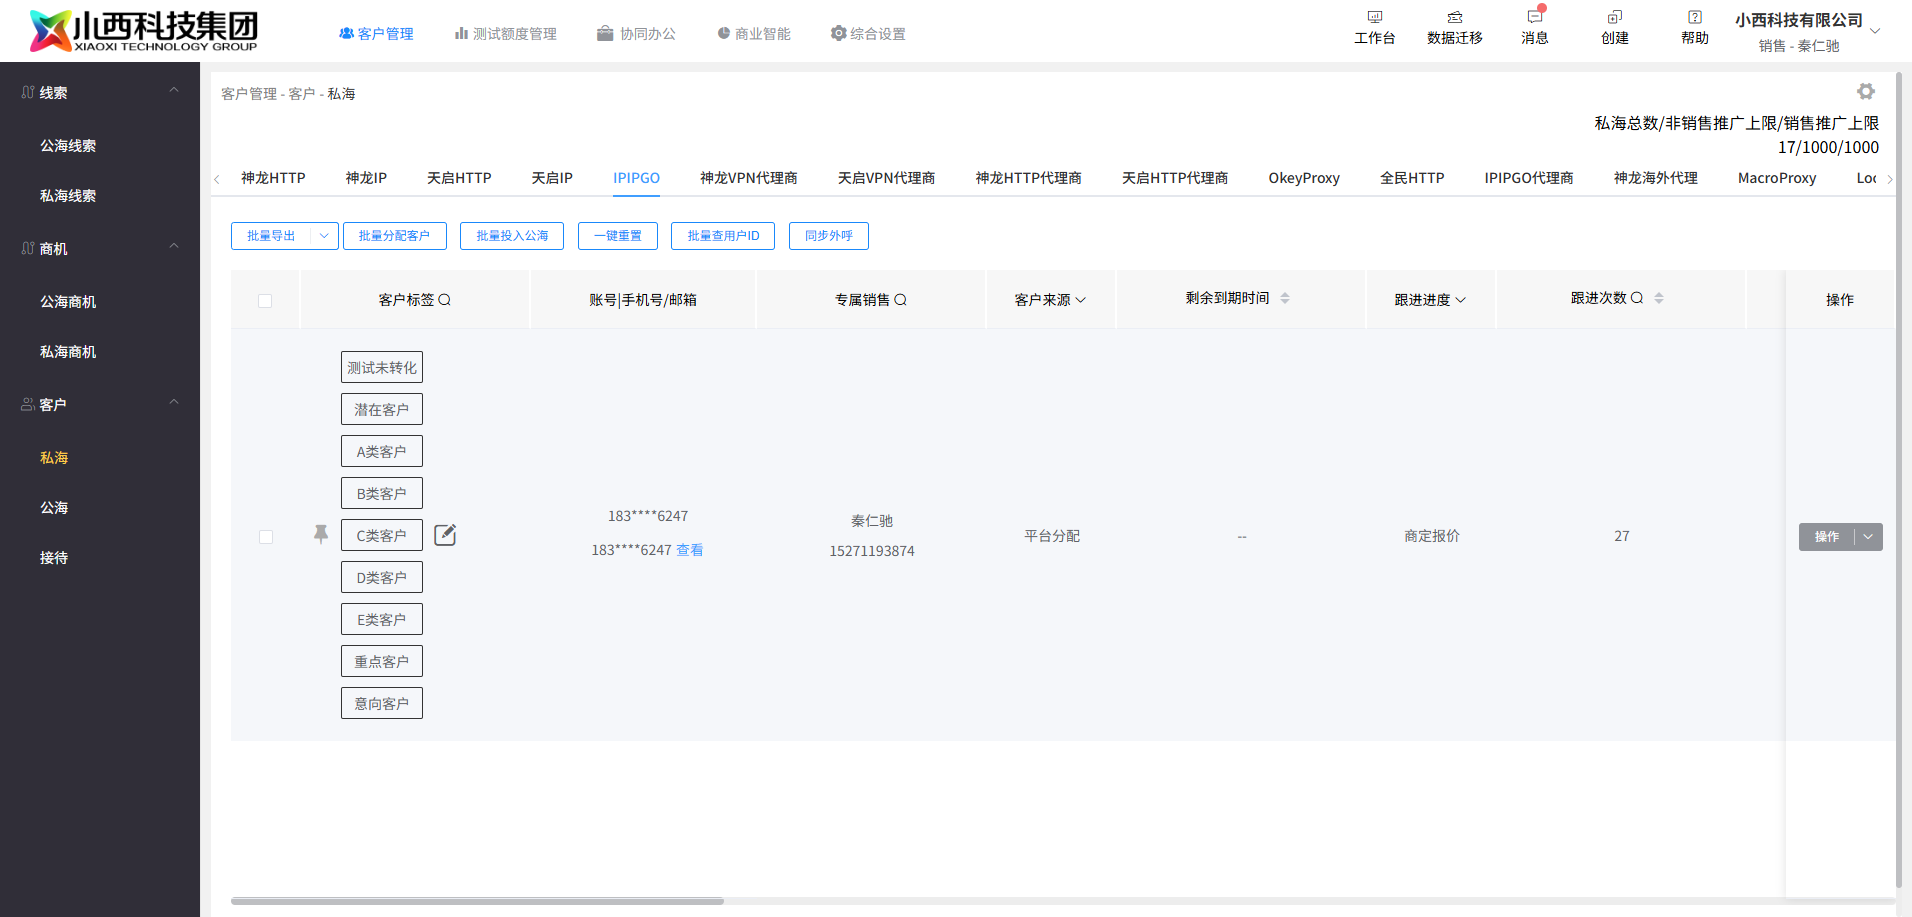 小西科技集团
XIAOXI TECHNOLOGY GROUP
客户管理
测试额度管理
协同办公
商业智能
综合设置
工作台
数据迁移
消息
创建
帮助
小西科技有限公司
销售 - 秦仁驰
线索
公海线索
私海线索
商机
公海商机
私海商机
客户
私海
公海
接待
客户管理 - 客户 - 私海
私海总数/非销售推广上限/销售推广上限
17/1000/1000
神龙HTTP
神龙IP
天启HTTP
天启IP
IPIPGO
神龙VPN代理商
天启VPN代理商
神龙HTTP代理商
天启HTTP代理商
OkeyProxy
全民HTTP
IPIPGO代理商
神龙海外代理
MacroProxy
批量导出
批量分配客户
批量投入公海
一键重置
批量查用户ID
同步外呼
客户标签
账号|手机号/邮箱
专属销售
客户来源
剩余到期时间
跟进进度
跟进次数
操作
测试未转化
潜在客户
A类客户
B类客户
C类客户
D类客户
E类客户
重点客户
意向客户
183****6247
183****6247 查看
秦仁驰
15271193874
平台分配
--
商定报价
27
操作